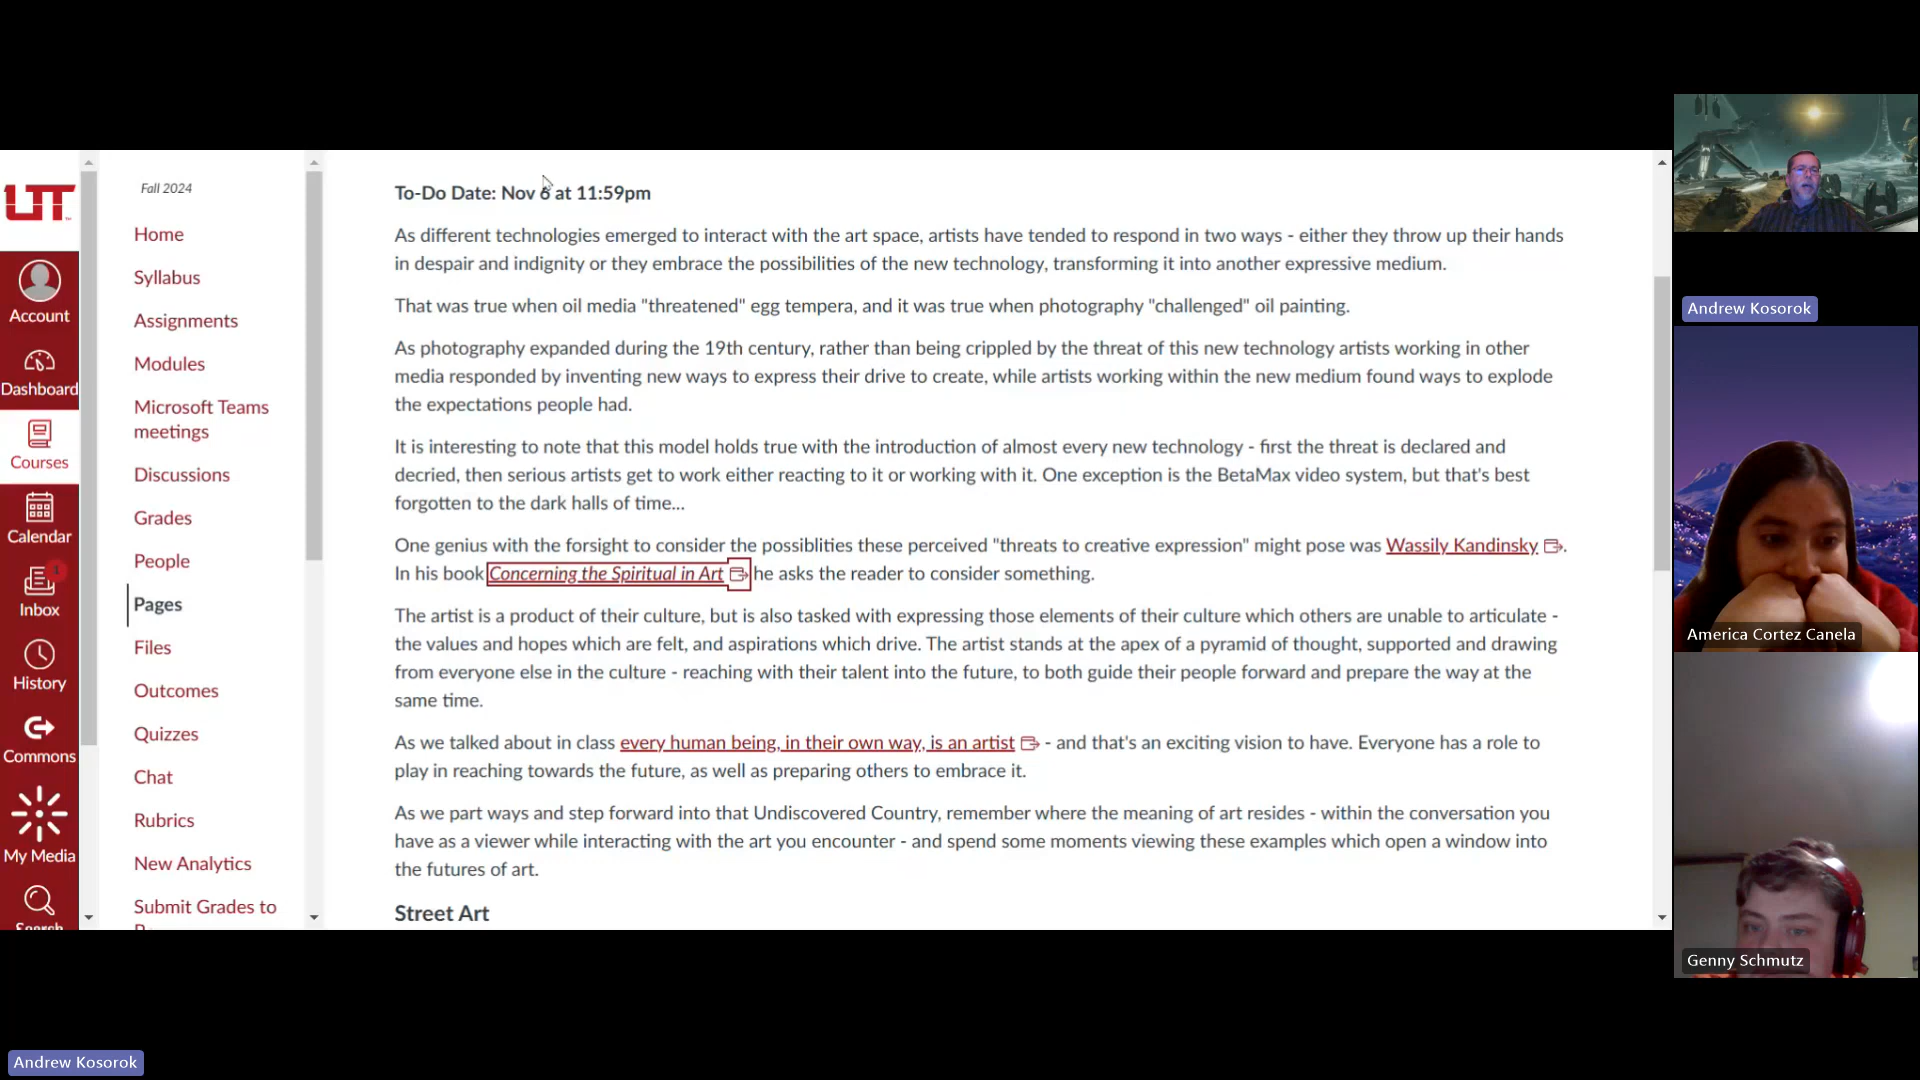 Fall 2024
UT
Account
Dashboard
Courses
Calendar
4
Inbox
History
Commons
My Media
Home
Syllabus
Assignments
Modules
Microsoft Teams
meetings
Discussions
Grades
People
Pages
Files
Outcomes
Quizzes
Chat
Rubrics
New Analytics
Submit Grades to
To-Do Date: Nov 6 at 11:59pm
As different technologies emerged to interact with the art space, artists have tended to respond in two ways - either they throw up their hands
in despair and indignity or they embrace the possibilities of the new technology, transforming it into another expressive medium.
That was true when oil media "threatened" egg tempera, and it was true when photography "challenged" oil painting.
As photography expanded during the 19th century, rather than being crippled by the threat of this new technology artists working in other
media responded by inventing new ways to express their drive to create, while artists working within the new medium found ways to explode
the expectations people had.
It is interesting to note that this model holds true with the introduction of almost every new technology - first the threat is declared and
decried, then serious artists get to work either reacting to it or working with it. One exception is the BetaMax video system, but that's best
forgotten to the dark halls of time...
One genius with the forsight to consider the possiblities these perceived "threats to creative expression" might pose was Wassily Kandinsky.
In his book Concerning the Spiritual in Art he asks the reader to consider something.
The artist is a product of their culture, but is also tasked with expressing those elements of their culture which others are unable to articulate -
the values and hopes which are felt, and aspirations which drive. The artist stands at the apex of a pyramid of thought, supported and drawing
from everyone else in the culture - reaching with their talent into the future, to both guide their people forward and prepare the way at the
same time.
As we talked about in class every human being, in their own way, is an artist - and that's an exciting vision to have. Everyone has a role to
play in reaching towards the future, as well as preparing others to embrace it.
As we part ways and step forward into that Undiscovered Country, remember where the meaning of art resides - within the conversation you
have as a viewer while interacting with the art you encounter - and spend some moments viewing these examples which open a window into
the futures of art.
Street Art
Andrew Kosorok
America Cortez Canela
Genny Schmutz
Andrew Kosorok